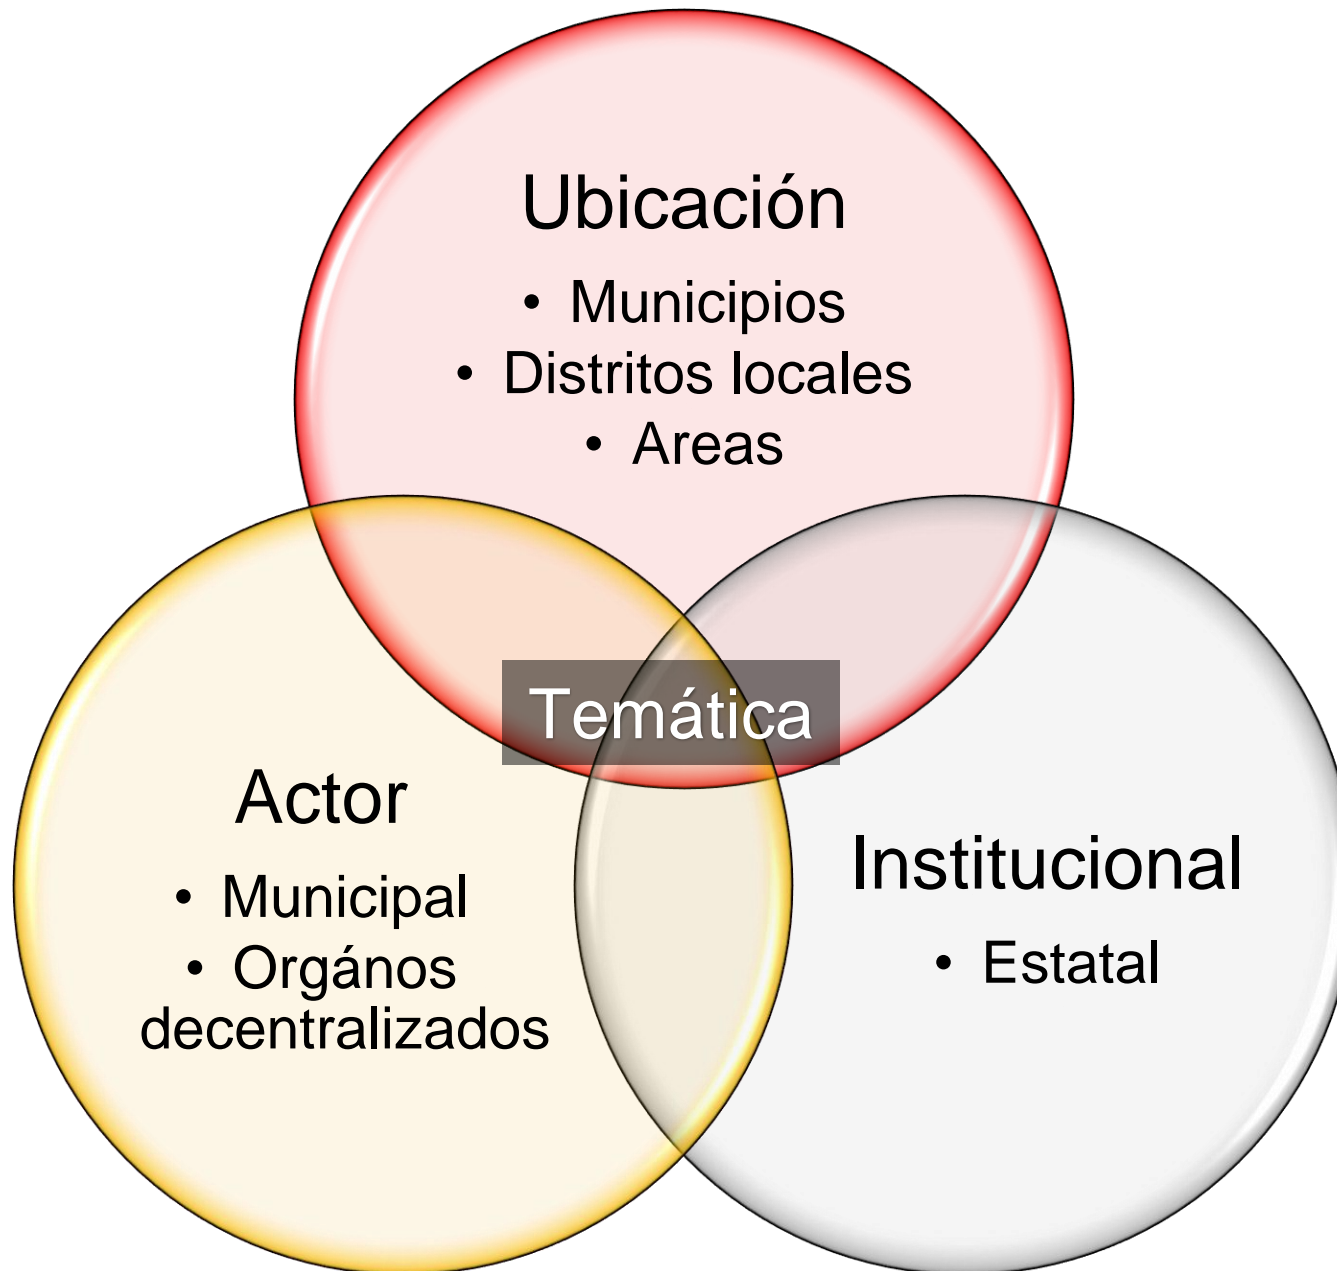 Ubicación
• Municipios
• Distritos locales
• Areas
Temática
Actor
• Municipal
• Orgános
decentralizados
Institucional
• Estatal